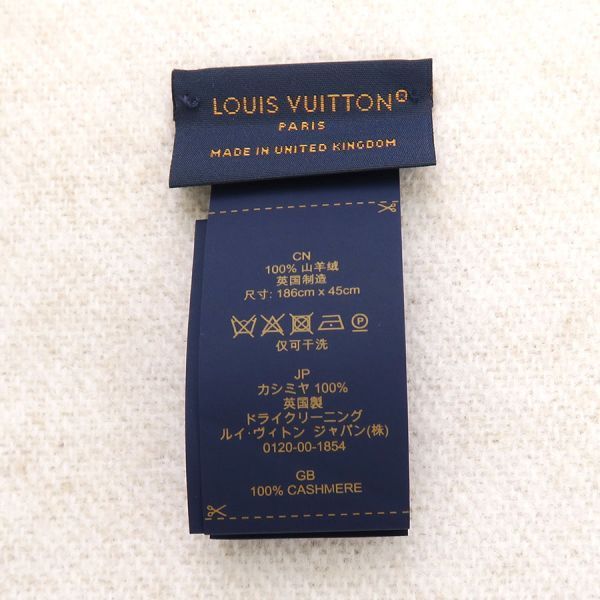 LOUIS VUITTON®
PARIS
MADE IN UNITED KINGDOM
CN
100% 山羊绒
英国制造
尺寸: 186cm x 45cm
P
仅可干洗
JP
カシミヤ 100%
英国製
ドライクリーニング
ルイ·ヴィトン ジャパン(株)
0120-00-1854
GB
100% CASHMERE